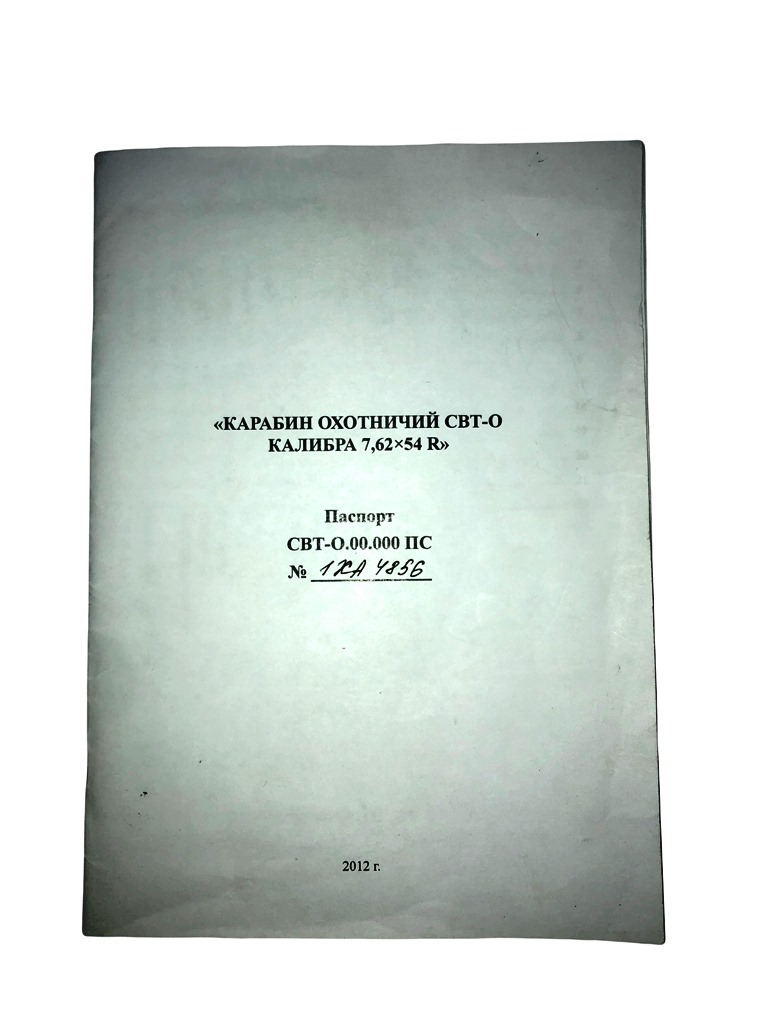 «КАРАБИН ОХОТНИЧИЙ СВТ-О
КАЛИБРА 7,62×54 R»
Паспорт
СВТ-О.00.000 ПС
№ 1ХА 4856
2012 г.